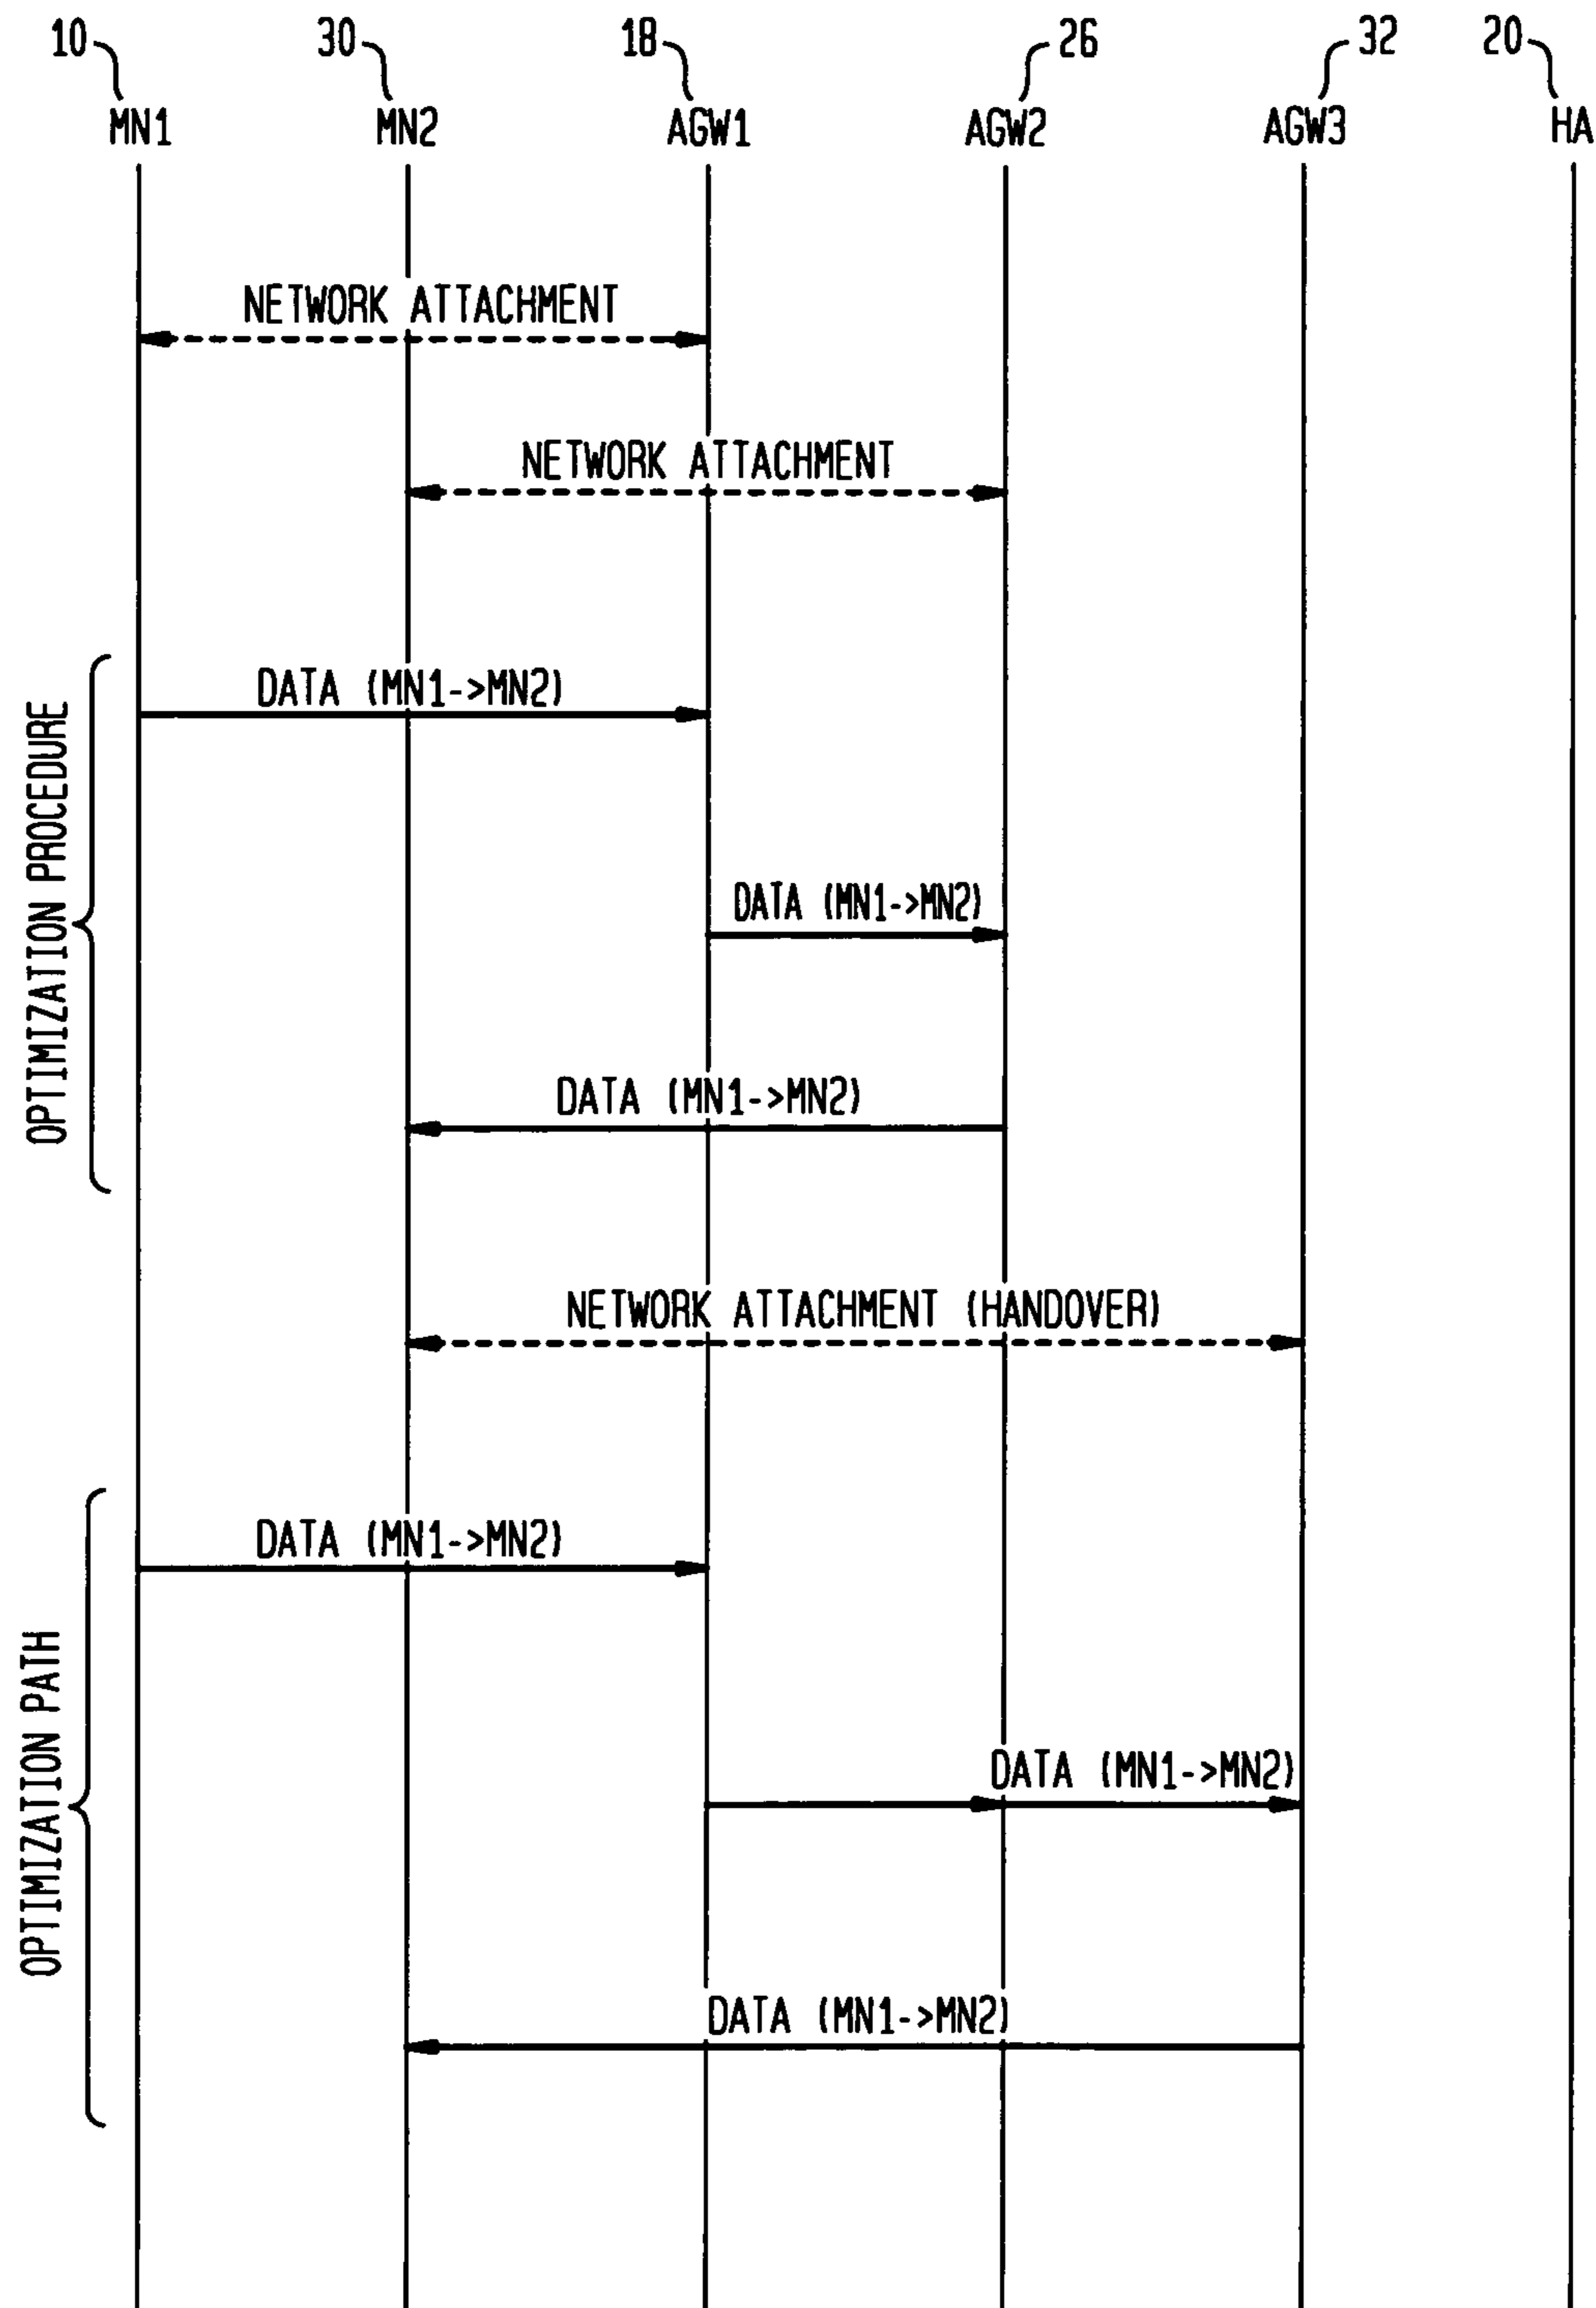 10 30 18 26 32 20
MN1 MN2 AGW1 AGW2 AGW3 HA
NETWORK ATTACHMENT
NETWORK ATTACHMENT
OPTIMIZATION PROCEDURE
DATA (MN1->MN2)
DATA (MN1->MN2)
DATA (MN1->MN2)
NETWORK ATTACHMENT (HANDOVER)
OPTIMIZATION PATH
DATA (MN1->MN2)
DATA (MN1->MN2)
DATA (MN1->MN2)